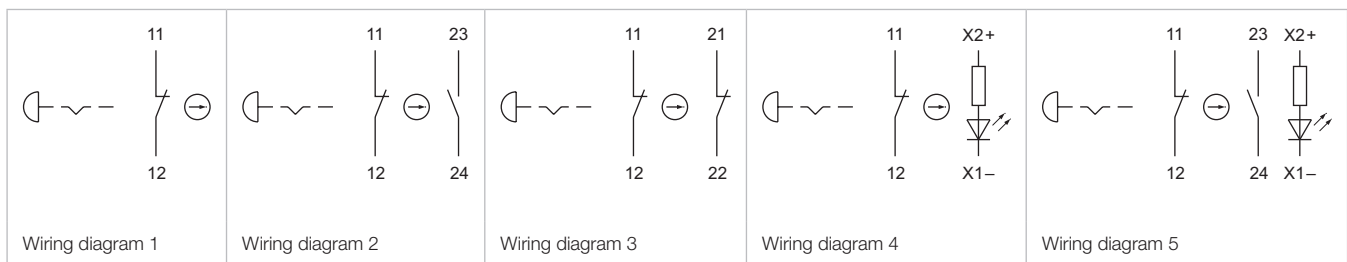 11
12
Wiring diagram 1
11 23
12 24
Wiring diagram 2
11 21
12 22
Wiring diagram 3
11 X2+
12 X1–
Wiring diagram 4
11 23 X2+
12 24 X1–
Wiring diagram 5